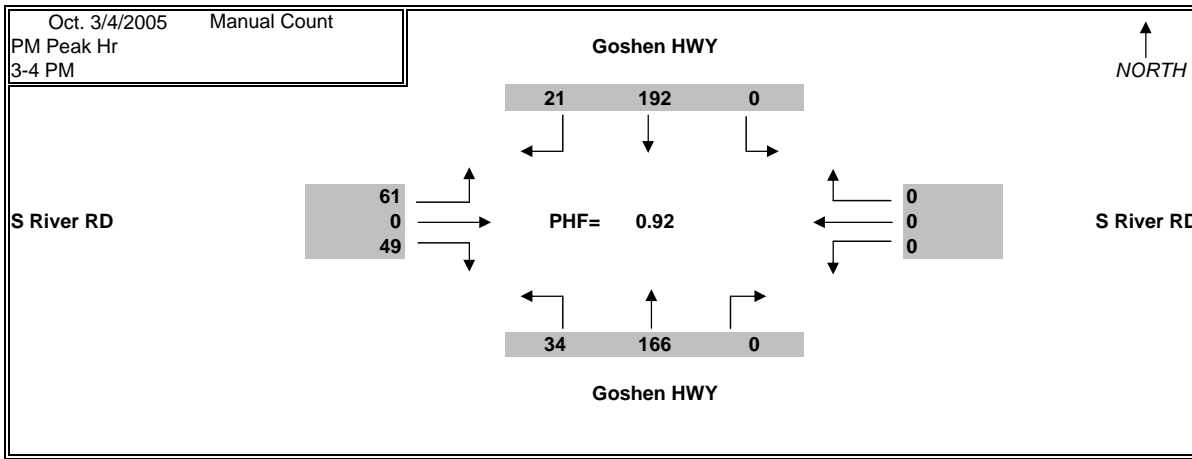 Oct. 3/4/2005 Manual Count
PM Peak Hr
3-4 PM
Goshen HWY
NORTH
21 192 0
61
0
49
S River RD
PHF= 0.92
0
0
0
S River RD
34 166 0
Goshen HWY